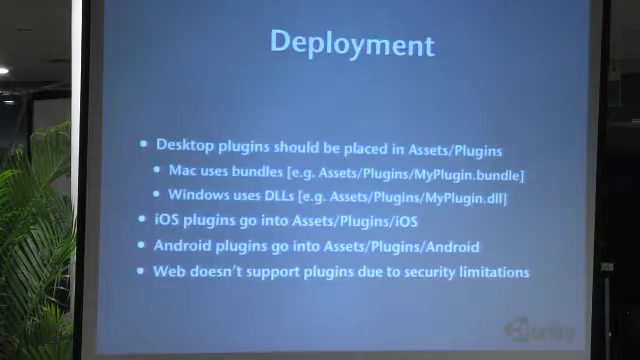 Deployment
• Desktop plugins should be placed in Assets/Plugins
• Mac uses bundles [e.g. Assets/Plugins/MyPlugin.bundle]
• Windows uses DLLs [e.g. Assets/Plugins/MyPlugin.dll]
• iOS plugins go into Assets/Plugins/iOS
• Android plugins go into Assets/Plugins/Android
• Web doesn't support plugins due to security limitations
unity